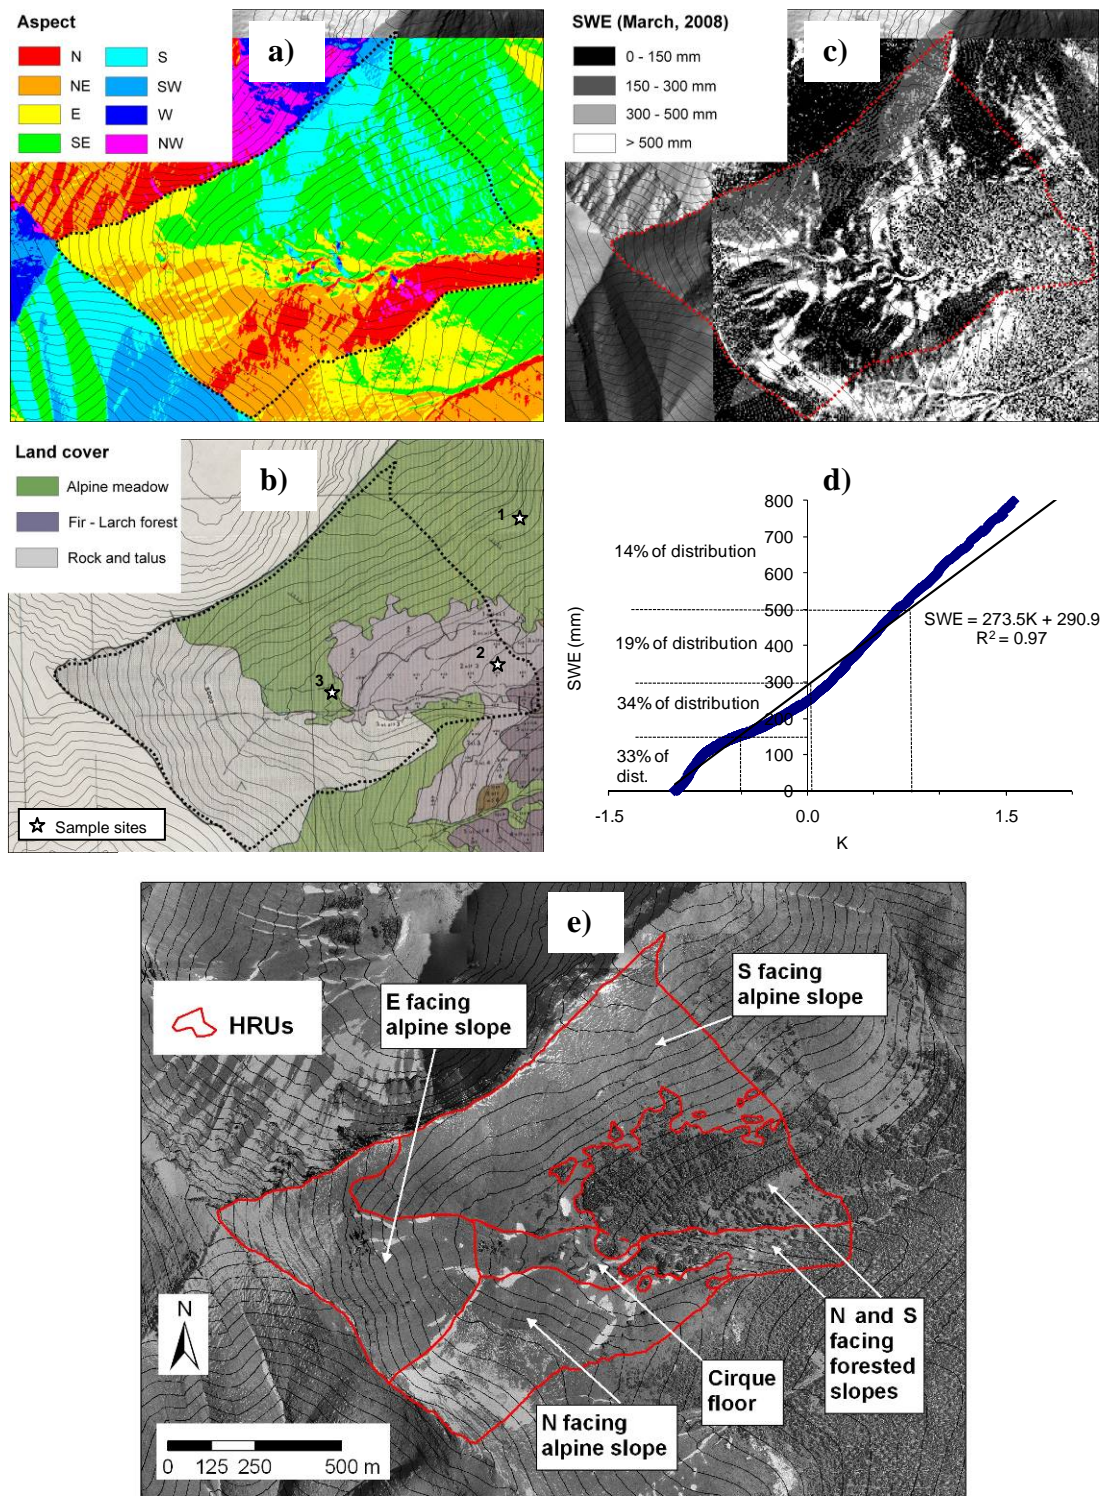 Aspect
a)
N
S
NE
SW
E
W
SE
NW
SWE (March, 2008)
c)
0 - 150 mm
150 - 300 mm
300 - 500 mm
> 500 mm
Land cover
b)
Alpine meadow
Fir - Larch forest
Rock and talus
1
2
3
Sample sites
d)
800
700
600
500
400
300
200
100
0
SWE (mm)
14% of distribution
19% of distribution
34% of distribution
33% of
dist.
SWE = 273.5K + 290.9
R² = 0.97
-1.5
0.0
1.5
K
e)
HRUs
E facing
alpine slope
S facing
alpine slope
N and S
facing
forested
slopes
Cirque
floor
N facing
alpine slope
N
0 125 250 500 m